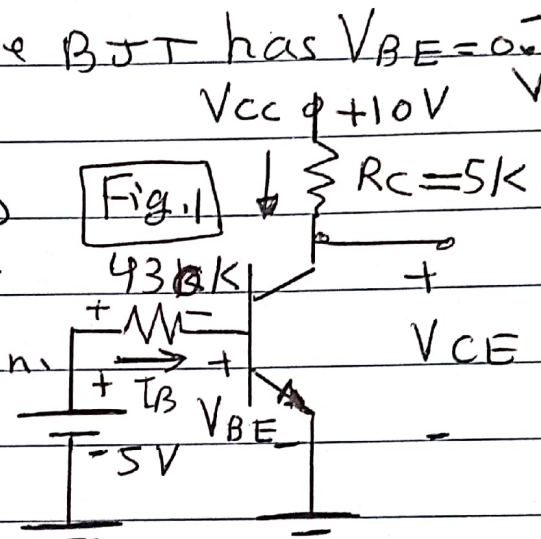 BJT has VBE = 0.
VCC +10V
Fig.1
RC=5K
+
+ -
n.
+ IB +
VCE
VBE
-
- 5V